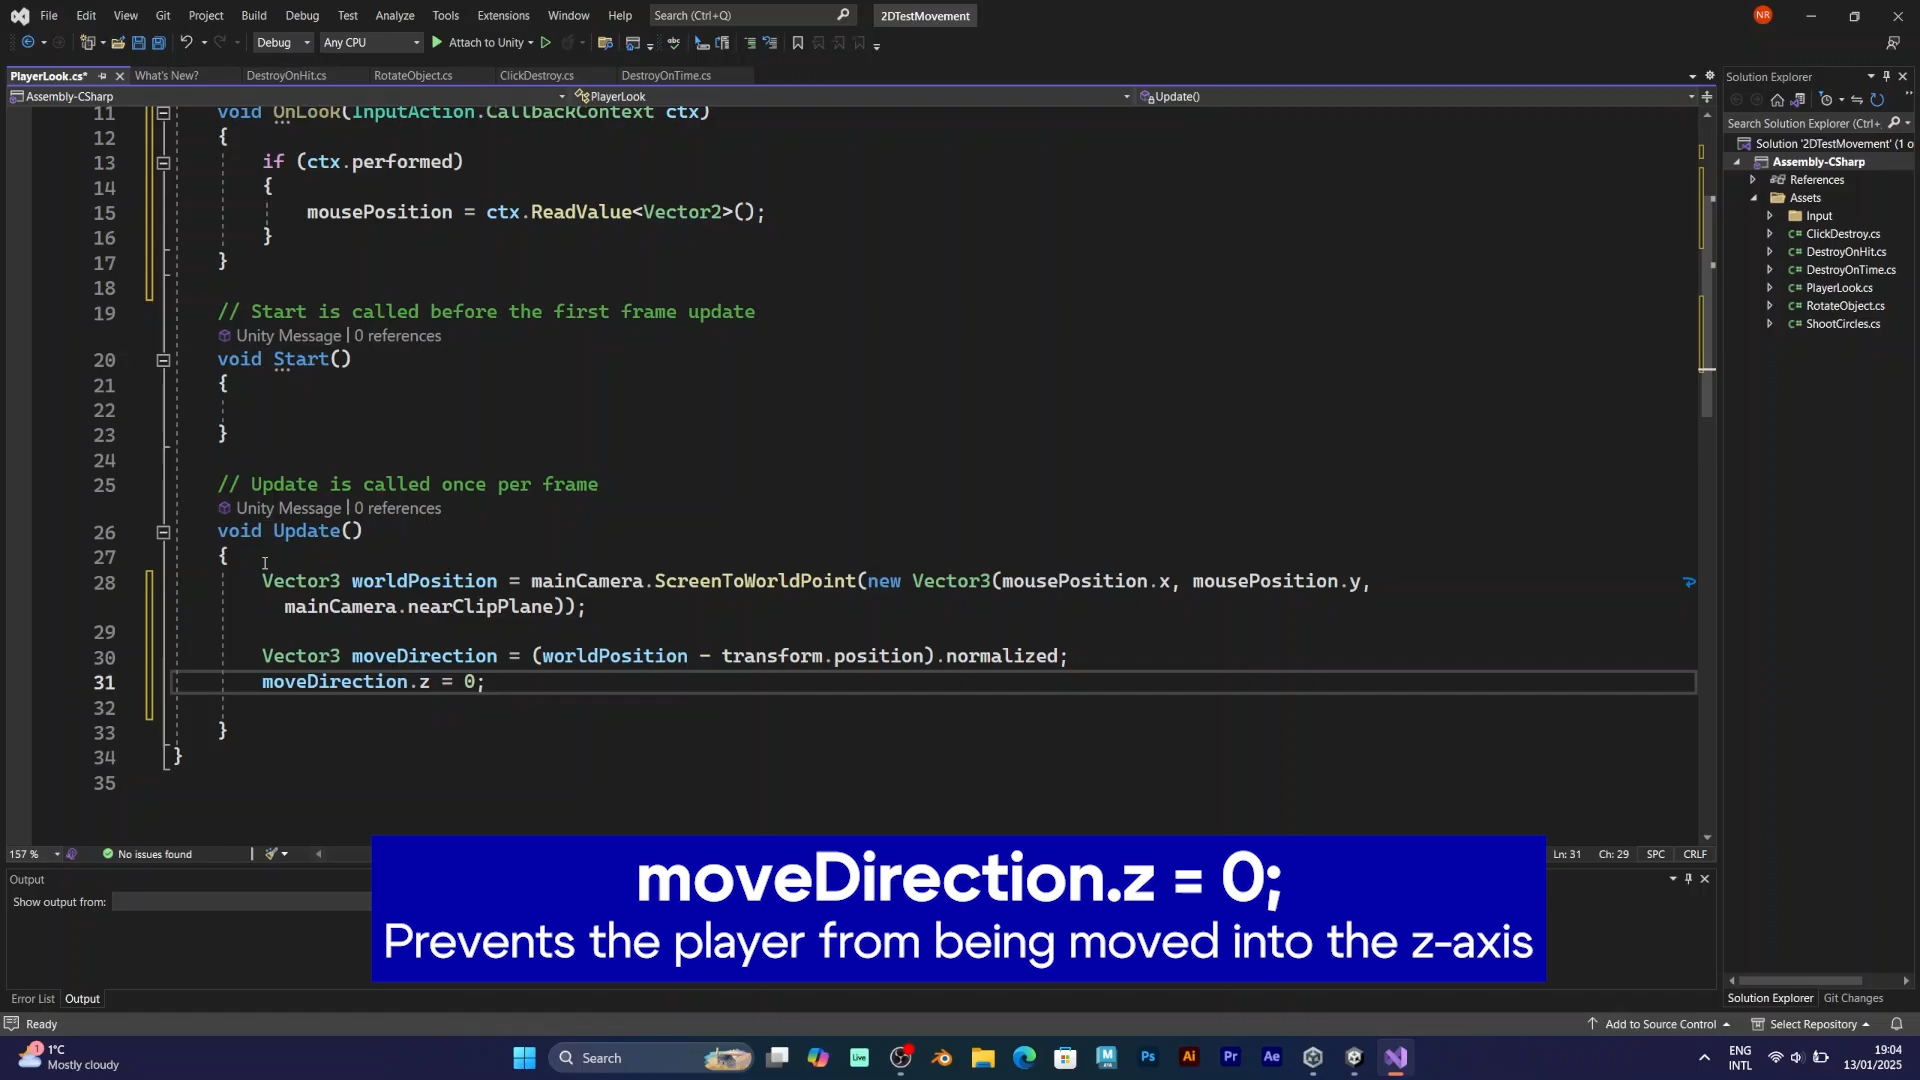 File Edit View Git Project Build Debug Test Analyze Tools Extensions Window Help Search (Ctrl+Q) 2DTestMovement NR
Debug Any CPU Attach to Unity
PlayerLook.cs* What's New? DestroyOnHit.cs RotateObject.cs ClickDestroy.cs DestroyOnTime.cs
Assembly-CSharp PlayerLook Update()
11 void OnLook(InputAction.CallbackContext ctx)
12 {
13 if (ctx.performed)
14 {
15 mousePosition = ctx.ReadValue<Vector2>();
16 }
17 }
18
19 // Start is called before the first frame update
Unity Message | 0 references
20 void Start()
21 {
22
23 }
24
25 // Update is called once per frame
Unity Message | 0 references
26 void Update()
27 {
28 Vector3 worldPosition = mainCamera.ScreenToWorldPoint(new Vector3(mousePosition.x, mousePosition.y,
mainCamera.nearClipPlane));
29
30 Vector3 moveDirection = (worldPosition - transform.position).normalized;
31 moveDirection.z = 0;
32
33 }
34 }
35
157 % No issues found Ln: 31 Ch: 29 SPC CRLF
Output
Show output from:
moveDirection.z = 0;
Prevents the player from being moved into the z-axis
Error List Output
Solution Explorer
Search Solution Explorer (Ctrl+
Solution '2DTestMovement' (1 o
Assembly-CSharp
References
Assets
Input
C# ClickDestroy.cs
C# DestroyOnHit.cs
C# DestroyOnTime.cs
C# PlayerLook.cs
C# RotateObject.cs
C# ShootCircles.cs
Solution Explorer Git Changes
Ready Add to Source Control Select Repository
1
1°C
Mostly cloudy
Search
Live
Ps Ai Pr Ae
ENG
INTL
19:04
13/01/2025